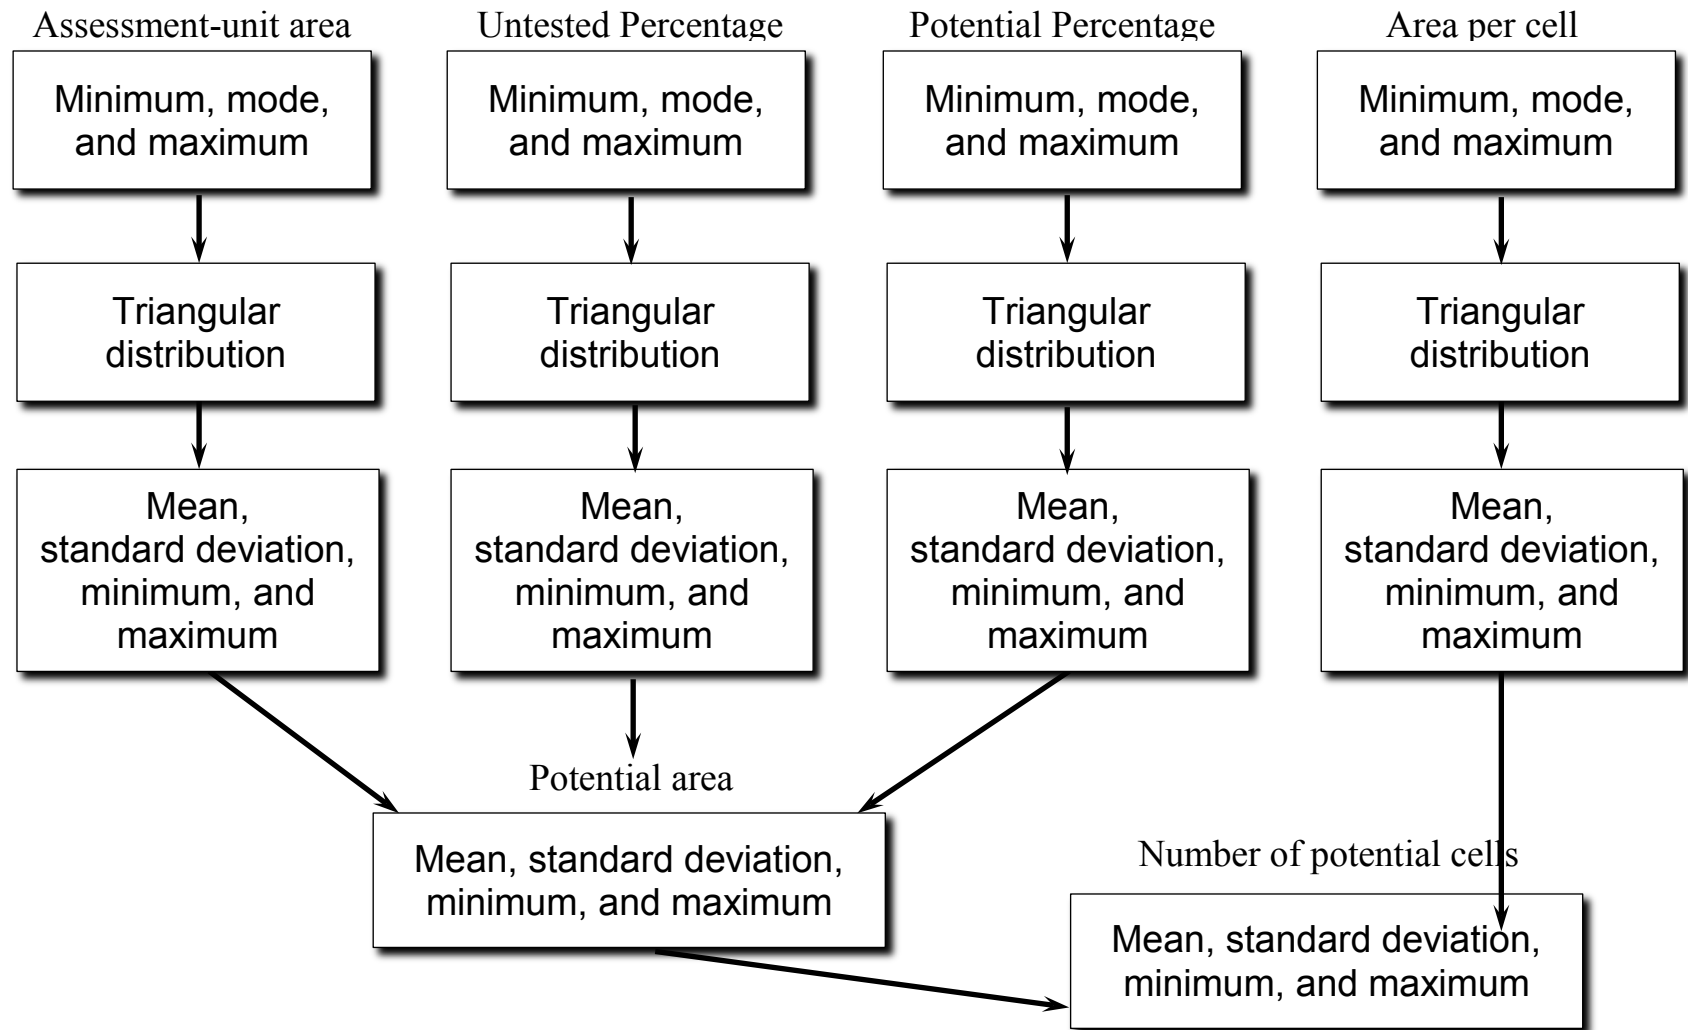 Assessment-unit area
Untested Percentage
Potential Percentage
Area per cell
Minimum, mode,
and maximum
Minimum, mode,
and maximum
Minimum, mode,
and maximum
Minimum, mode,
and maximum
Triangular
distribution
Triangular
distribution
Triangular
distribution
Triangular
distribution
Mean,
standard deviation,
minimum, and
maximum
Mean,
standard deviation,
minimum, and
maximum
Mean,
standard deviation,
minimum, and
maximum
Mean,
standard deviation,
minimum, and
maximum
Potential area
Mean, standard deviation,
minimum, and maximum
Number of potential cells
Mean, standard deviation,
minimum, and maximum